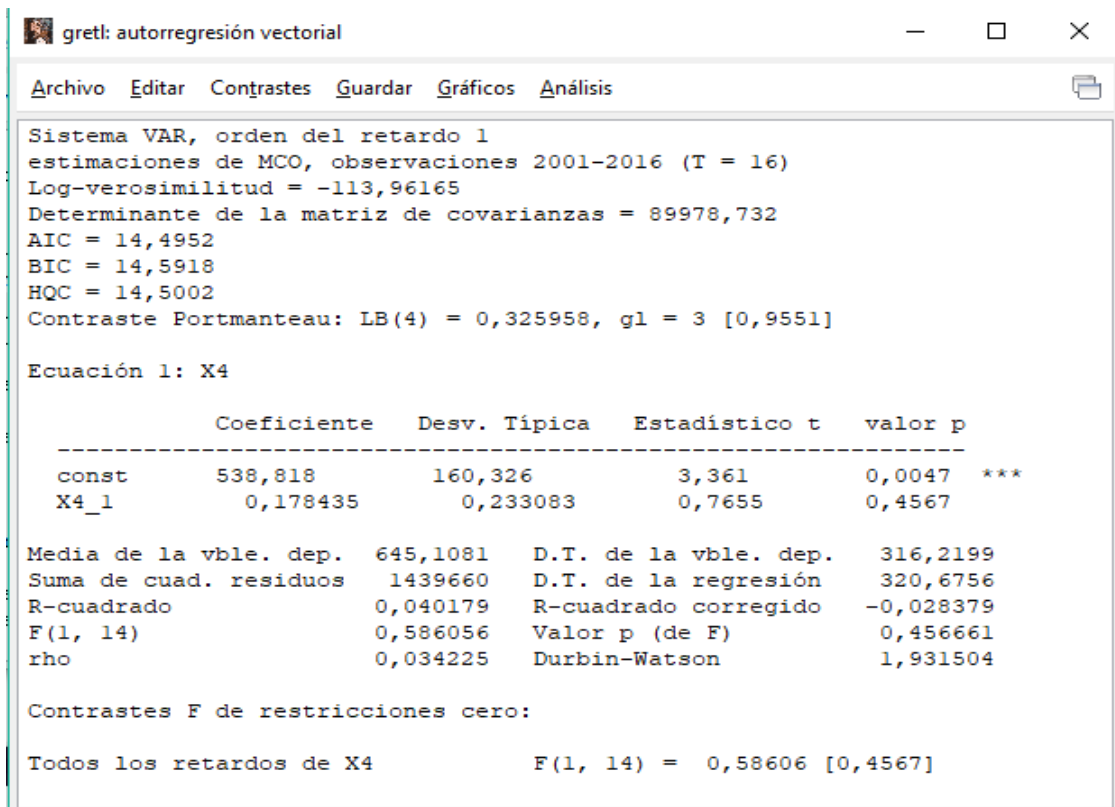 gretl: autorregresión vectorial
Archivo Editar Contrastes Guardar Gráficos Análisis
Sistema VAR, orden del retardo 1
estimaciones de MCO, observaciones 2001-2016 (T = 16)
Log-verosimilitud = -113,96165
Determinante de la matriz de covarianzas = 89978,732
AIC = 14,4952
BIC = 14,5918
HQC = 14,5002
Contraste Portmanteau: LB(4) = 0,325958, gl = 3 [0,9551]
Ecuación 1: X4
Coeficiente Desv. Típica Estadístico t valor p
----------------------------------------------------------------
const 538,818 160,326 3,361 0,0047 ***
X4_1 0,178435 0,233083 0,7655 0,4567
Media de la vble. dep. 645,1081 D.T. de la vble. dep. 316,2199
Suma de cuad. residuos 1439660 D.T. de la regresión 320,6756
R-cuadrado 0,040179 R-cuadrado corregido -0,028379
F(1, 14) 0,586056 Valor p (de F) 0,456661
rho 0,034225 Durbin-Watson 1,931504
Contrastes F de restricciones cero:
Todos los retardos de X4 F(1, 14) = 0,58606 [0,4567]